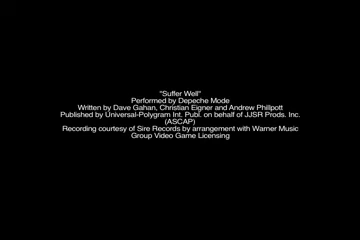 "Suffer Well"
Performed by Depeche Mode
Written by Dave Gahan, Christian Eigner and Andrew Phillpott
Published by Universal-Polygram Int. Publ. on behalf of JJSR Prods. Inc.
(ASCAP)
Recording courtesy of Sire Records by arrangement with Warner Music
Group Video Game Licensing